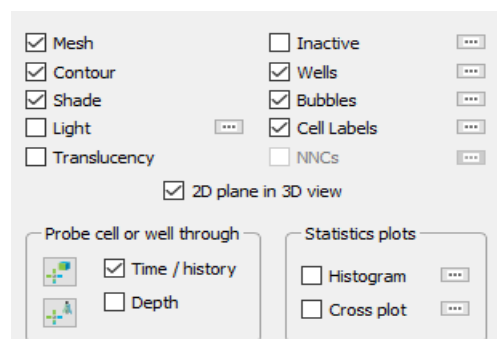 Mesh Inactive
Contour Wells
Shade Bubbles
Light Cell Labels
Translucency NNCs
2D plane in 3D view
Probe cell or well through Statistics plots
Time / history Histogram
Depth Cross plot